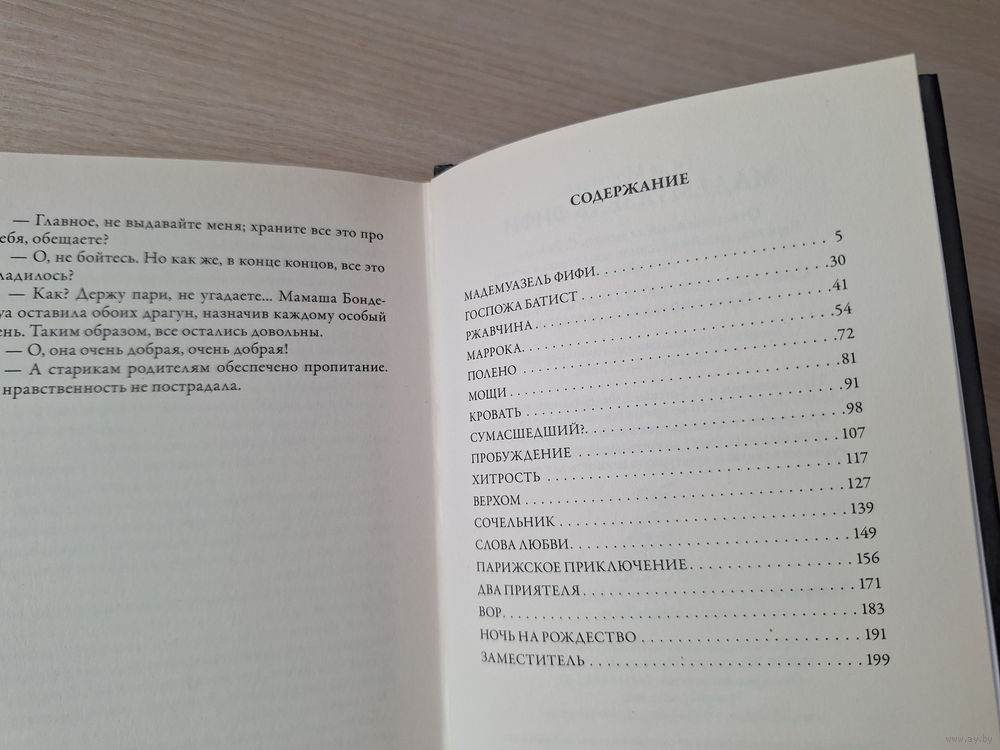 — Главное, не выдавайте меня; храните все это про
ебя, обещаете?
— О, не бойтесь. Но как же, в конце концов, все это
ладилось?
— Как? Держу пари, не угадаете... Мамаша Бонде-
уа оставила обоих драгун, назначив каждому особый
ень. Таким образом, все остались довольны.
— О, она очень добрая, очень добрая!
— А старикам родителям обеспечено пропитание.
нравственность не пострадала.
СОДЕРЖАНИЕ
МАДЕМУАЗЕЛЬ ФИФИ. . . . . . . . . . . . . . . . . . . . . 5
ГОСПОЖА БАТИСТ . . . . . . . . . . . . . . . . . . . . . .30
РЖАВЧИНА. . . . . . . . . . . . . . . . . . . . . . . . . .41
МАРРОКА. . . . . . . . . . . . . . . . . . . . . . . . . . .54
ПОЛЕНО . . . . . . . . . . . . . . . . . . . . . . . . . . .72
МОЩИ . . . . . . . . . . . . . . . . . . . . . . . . . . . .81
КРОВАТЬ . . . . . . . . . . . . . . . . . . . . . . . . . . .91
СУМАСШЕДШИЙ?. . . . . . . . . . . . . . . . . . . . . . .98
ПРОБУЖДЕНИЕ . . . . . . . . . . . . . . . . . . . . . . 107
ХИТРОСТЬ . . . . . . . . . . . . . . . . . . . . . . . . . 117
ВЕРХОМ . . . . . . . . . . . . . . . . . . . . . . . . . . 127
СОЧЕЛЬНИК . . . . . . . . . . . . . . . . . . . . . . . . 139
СЛОВА ЛЮБВИ. . . . . . . . . . . . . . . . . . . . . . . 149
ПАРИЖСКОЕ ПРИКЛЮЧЕНИЕ. . . . . . . . . . . . . . 156
ДВА ПРИЯТЕЛЯ. . . . . . . . . . . . . . . . . . . . . . . 171
ВОР. . . . . . . . . . . . . . . . . . . . . . . . . . . . . 183
НОЧЬ НА РОЖДЕСТВО . . . . . . . . . . . . . . . . . . 191
ЗАМЕСТИТЕЛЬ . . . . . . . . . . . . . . . . . . . . . . . 199
www.ay.by